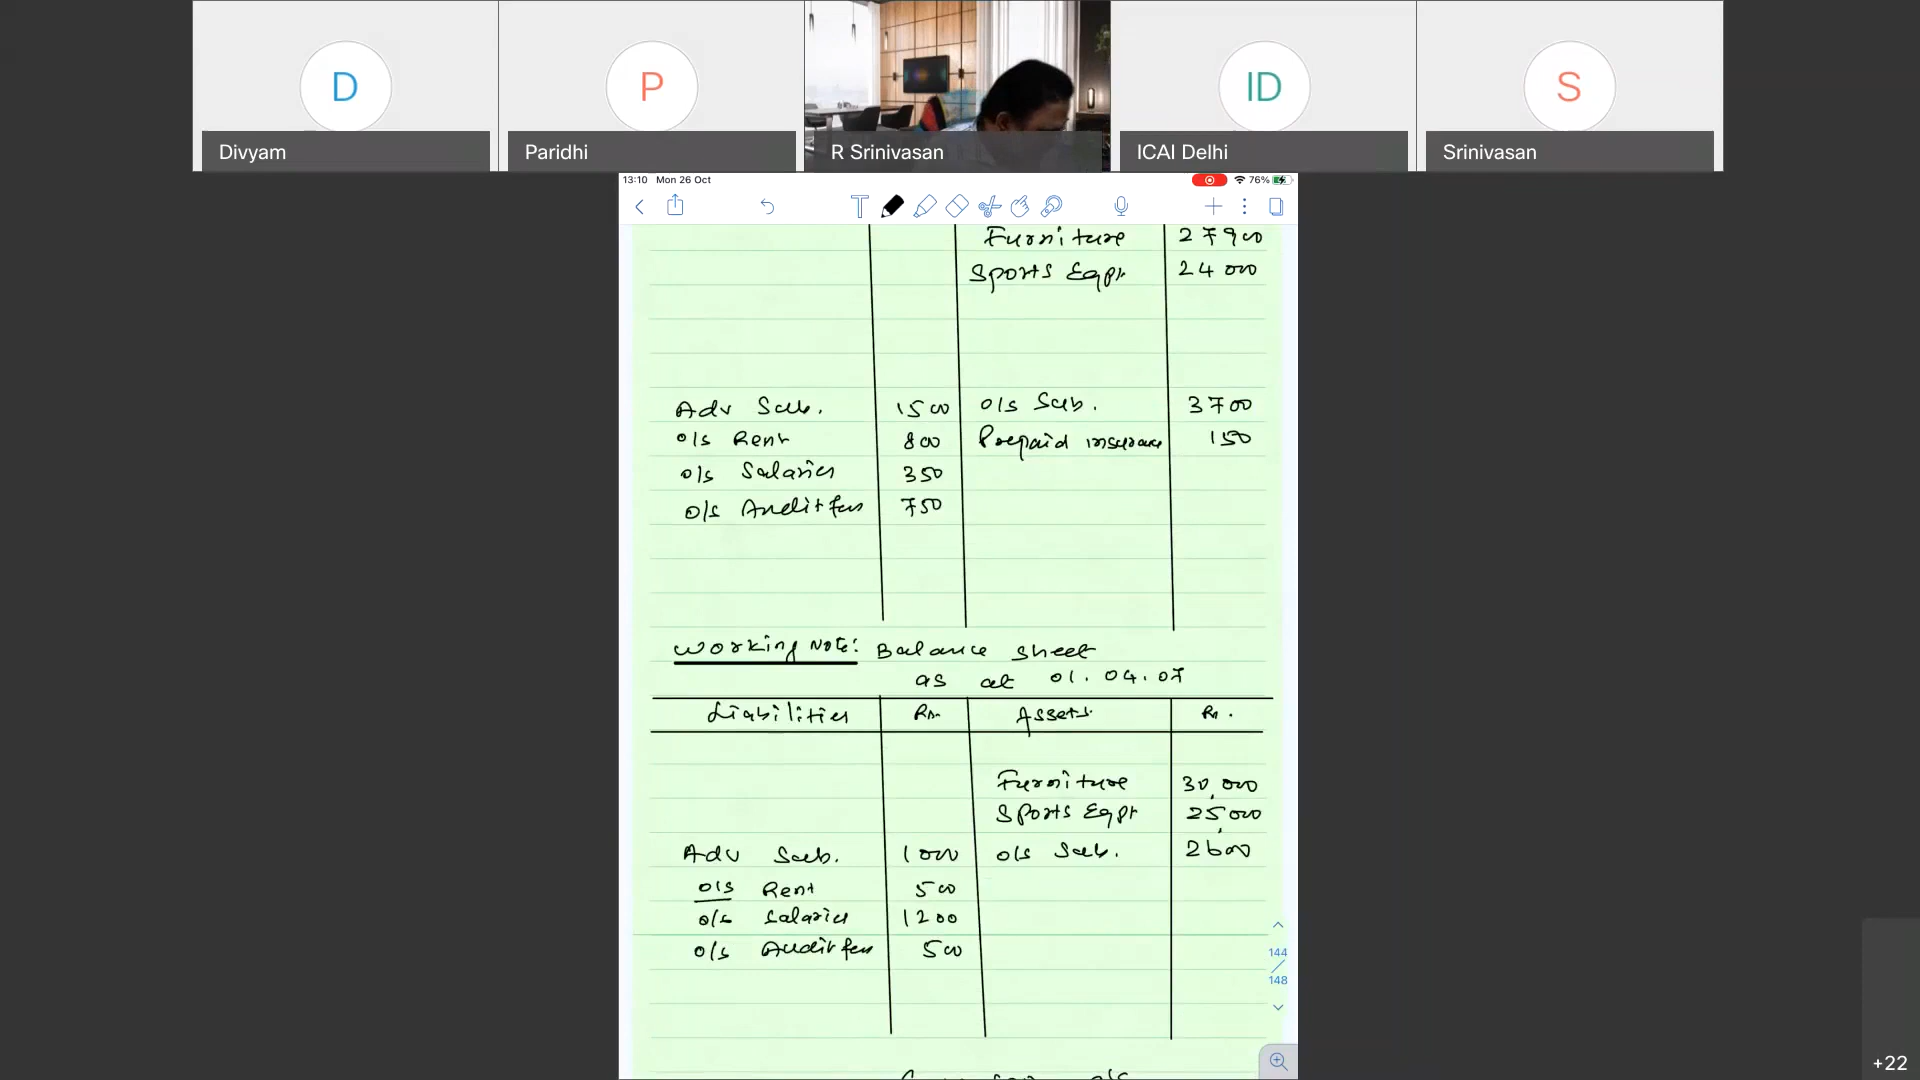 D
P
ID
S
Divyam
Paridhi
R Srinivasan
ICAI Delhi
Srinivasan
13:10 Mon 26 Oct
76%
T
Furniture 27900
Sports Eqpt 24000
Adv Sub. 1500 o/s Sub. 3700
o/s Rent 800 Prepaid insurance 150
o/s Salaries 350
o/s Audit fees 750
Working Note: Balance sheet
as at 01.04.07
Liabilities Rs. Assets Rs.
Furniture 30,000
Sports Eqpt 25,000
Adv Sub. 1000 o/s Sub. 2600
o/s Rent 500
o/s Salaries 1200
o/s Audit fees 500
144
148
+22